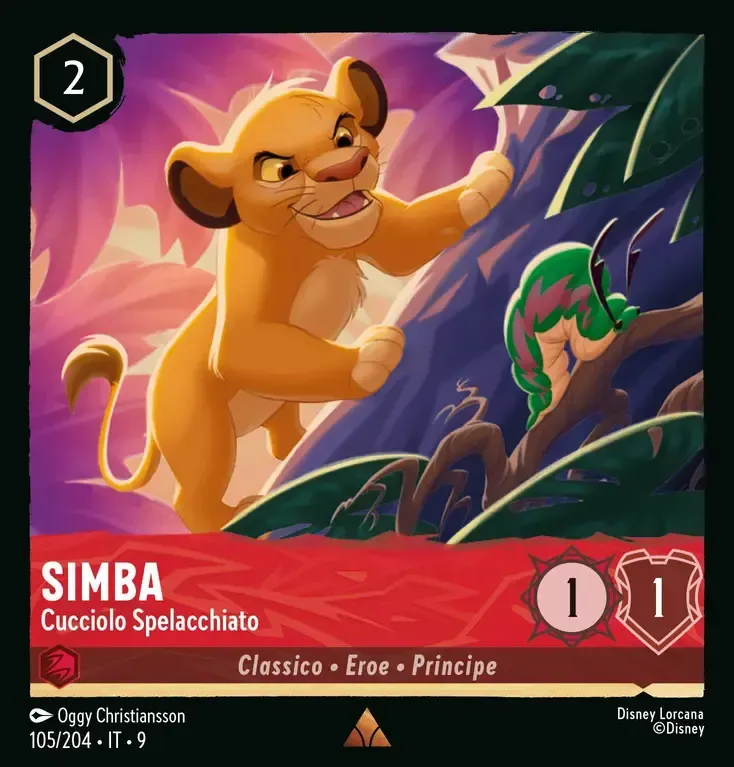 2
SIMBA
Cucciolo Spelacchiato
1
1
Classico • Eroe • Principe
Oggy Christiansson
105/204 • IT • 9
Disney Lorcana
©Disney